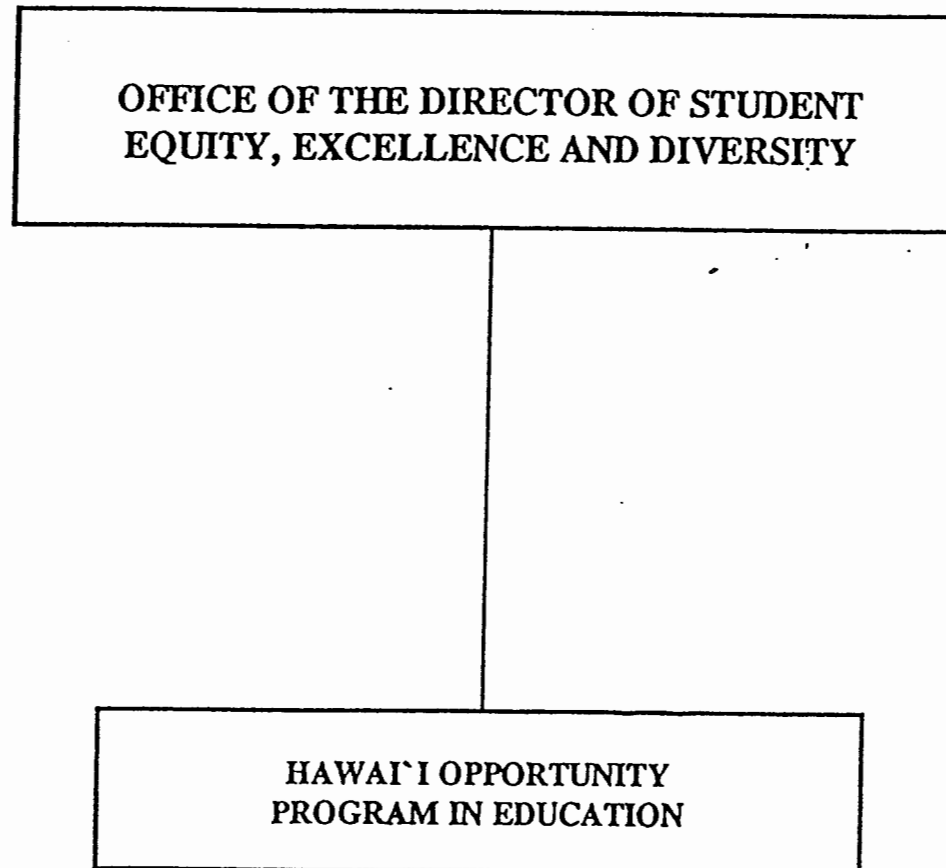 OFFICE OF THE DIRECTOR OF STUDENT
EQUITY, EXCELLENCE AND DIVERSITY
HAWAI`I OPPORTUNITY
PROGRAM IN EDUCATION